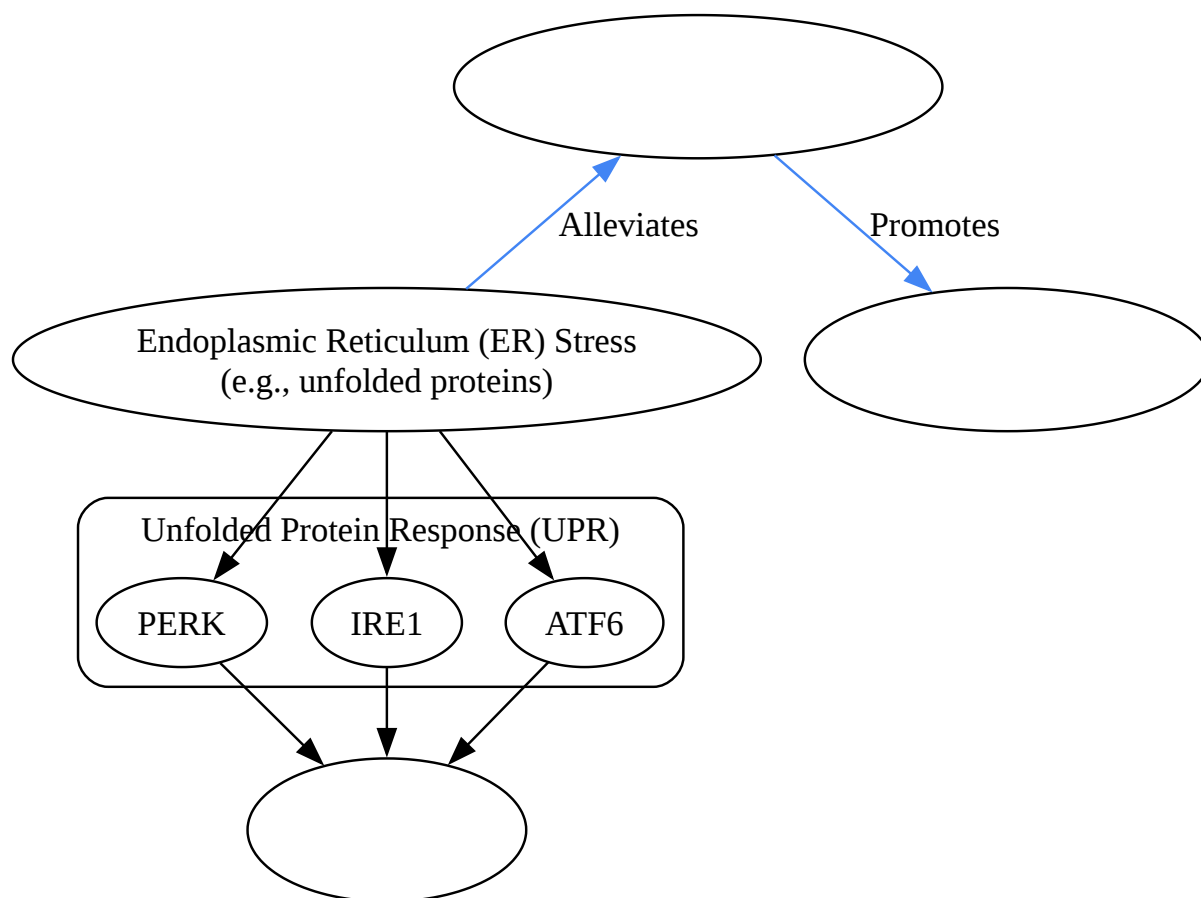 Alleviates
Promotes
Endoplasmic Reticulum (ER) Stress
(e.g., unfolded proteins)
Unfolded Protein Response (UPR)
PERK
IRE1
ATF6